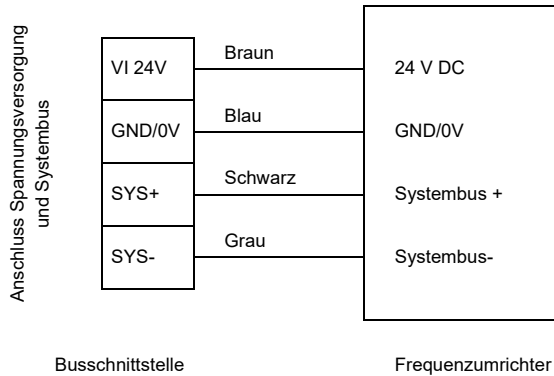 Anschluss Spannungsversorgung
und Systembus
VI 24V
Braun
24 V DC
GND/0V
Blau
GND/0V
SYS+
Schwarz
Systembus +
SYS-
Grau
Systembus-
Busschnittstelle
Frequenzumrichter